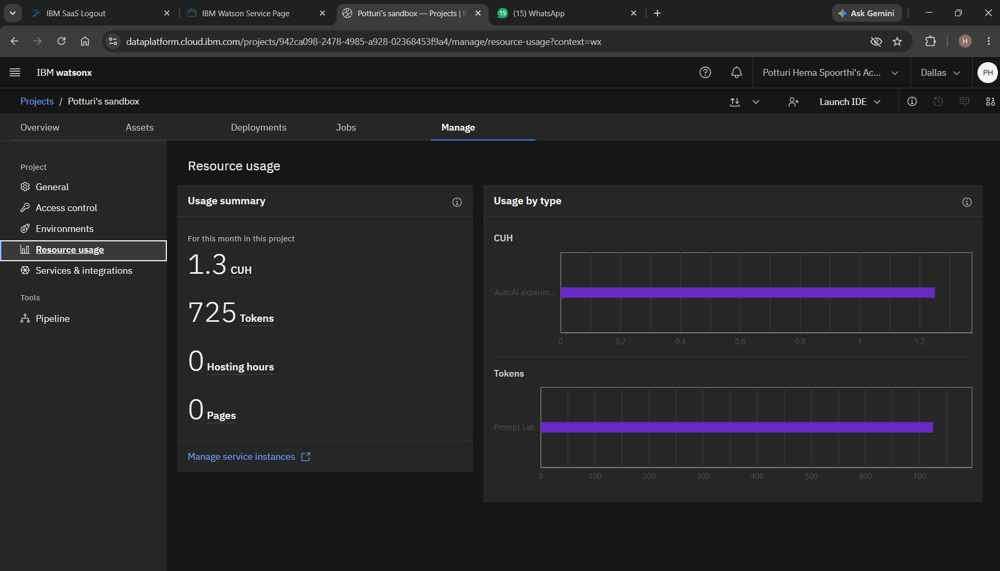 IBM SaaS Logout
IBM Watson Service Page
Potturi's sandbox — Projects | I
15
(15) WhatsApp
Ask Gemini
dataplatform.cloud.ibm.com/projects/942ca098-2478-4985-a928-02368453f9a4/manage/resource-usage?context=wx
H
IBM watsonx
Potturi Hema Spoorthi's Ac...
Dallas
PH
Projects / Potturi's sandbox
Launch IDE
Overview
Assets
Deployments
Jobs
Manage
Project
General
Access control
Environments
Resource usage
Services & integrations
Tools
Pipeline
Resource usage
Usage summary
For this month in this project
1.3 CUH
725 Tokens
0 Hosting hours
0 Pages
Manage service instances
Usage by type
CUH
AutoAI experim...
0 0.2 0.4 0.6 0.8 1 1.2
Tokens
Prompt Lab
0 100 200 300 400 500 600 700